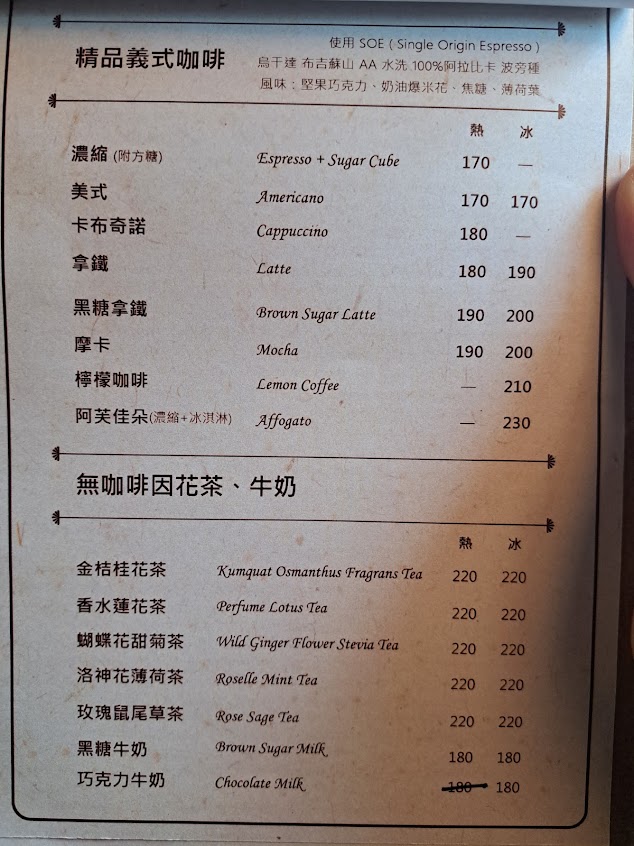 精品義式咖啡
使用 SOE ( Single Origin Espresso )
烏干達 布吉蘇山 AA 水洗 100%阿拉比卡 波旁種
風味：堅果巧克力、奶油爆米花、焦糖、薄荷葉
熱 冰
濃縮 (附方糖) Espresso + Sugar Cube 170 —
美式 Americano 170 170
卡布奇諾 Cappuccino 180 —
拿鐵 Latte 180 190
黑糖拿鐵 Brown Sugar Latte 190 200
摩卡 Mocha 190 200
檸檬咖啡 Lemon Coffee — 210
阿芙佳朵(濃縮+冰淇淋) Affogato — 230
無咖啡因花茶、牛奶
熱 冰
金桔桂花茶 Kumquat Osmanthus Fragrans Tea 220 220
香水蓮花茶 Perfume Lotus Tea 220 220
蝴蝶花甜菊茶 Wild Ginger Flower Stevia Tea 220 220
洛神花薄荷茶 Roselle Mint Tea 220 220
玫瑰鼠尾草茶 Rose Sage Tea 220 220
黑糖牛奶 Brown Sugar Milk 180 180
巧克力牛奶 Chocolate Milk 180 180